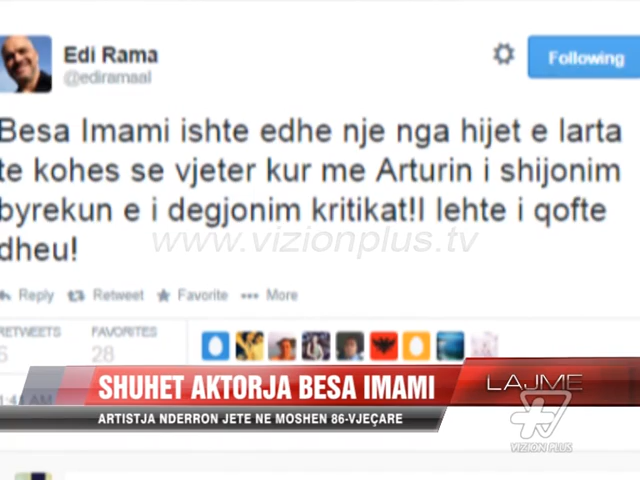 Edi Rama
@ediramaal
Following
Besa Imami ishte edhe nje nga hijet e larta
te kohes se vjeter kur me Arturin i shijonim
byrekun e i degjonim kritikat!I lehte i qofte
dheu!
www.vizionplus.tv
Reply Retweet Favorite More
RETWEETS FAVORITES
6 28
AM
SHUHET AKTORJA BESA IMAMI
LAJME
ARTISTJA NDERRON JETE NE MOSHEN 86-VJEÇARE
VIZION PLUS